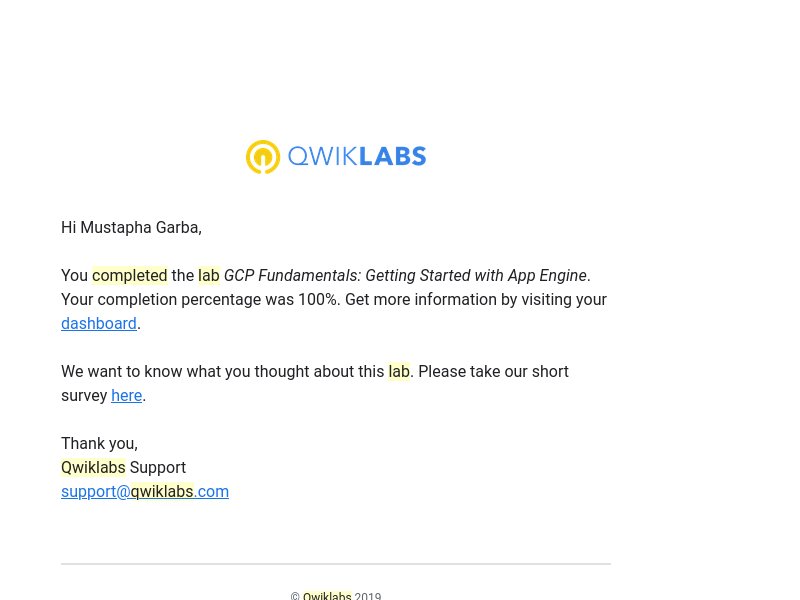 QWIKLABS
Hi Mustapha Garba,
You completed the lab GCP Fundamentals: Getting Started with App Engine.
Your completion percentage was 100%. Get more information by visiting your
dashboard.
We want to know what you thought about this lab. Please take our short
survey here.
Thank you,
Qwiklabs Support
support@qwiklabs.com
© Qwiklabs 2019